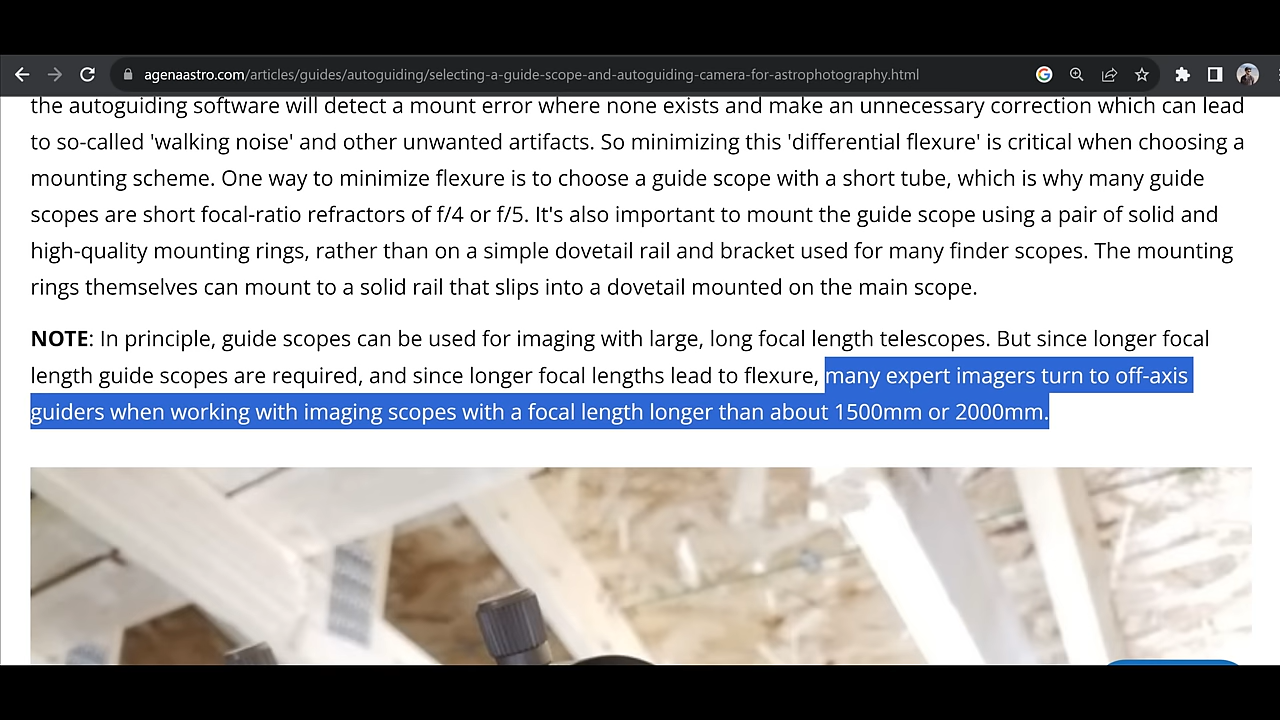 agenaastro.com/articles/guides/autoguiding/selecting-a-guide-scope-and-autoguiding-camera-for-astrophotography.html
the autoguiding software will detect a mount error where none exists and make an unnecessary correction which can lead
to so-called 'walking noise' and other unwanted artifacts. So minimizing this 'differential flexure' is critical when choosing a
mounting scheme. One way to minimize flexure is to choose a guide scope with a short tube, which is why many guide
scopes are short focal-ratio refractors of f/4 or f/5. It's also important to mount the guide scope using a pair of solid and
high-quality mounting rings, rather than on a simple dovetail rail and bracket used for many finder scopes. The mounting
rings themselves can mount to a solid rail that slips into a dovetail mounted on the main scope.
NOTE: In principle, guide scopes can be used for imaging with large, long focal length telescopes. But since longer focal
length guide scopes are required, and since longer focal lengths lead to flexure, many expert imagers turn to off-axis
guiders when working with imaging scopes with a focal length longer than about 1500mm or 2000mm.